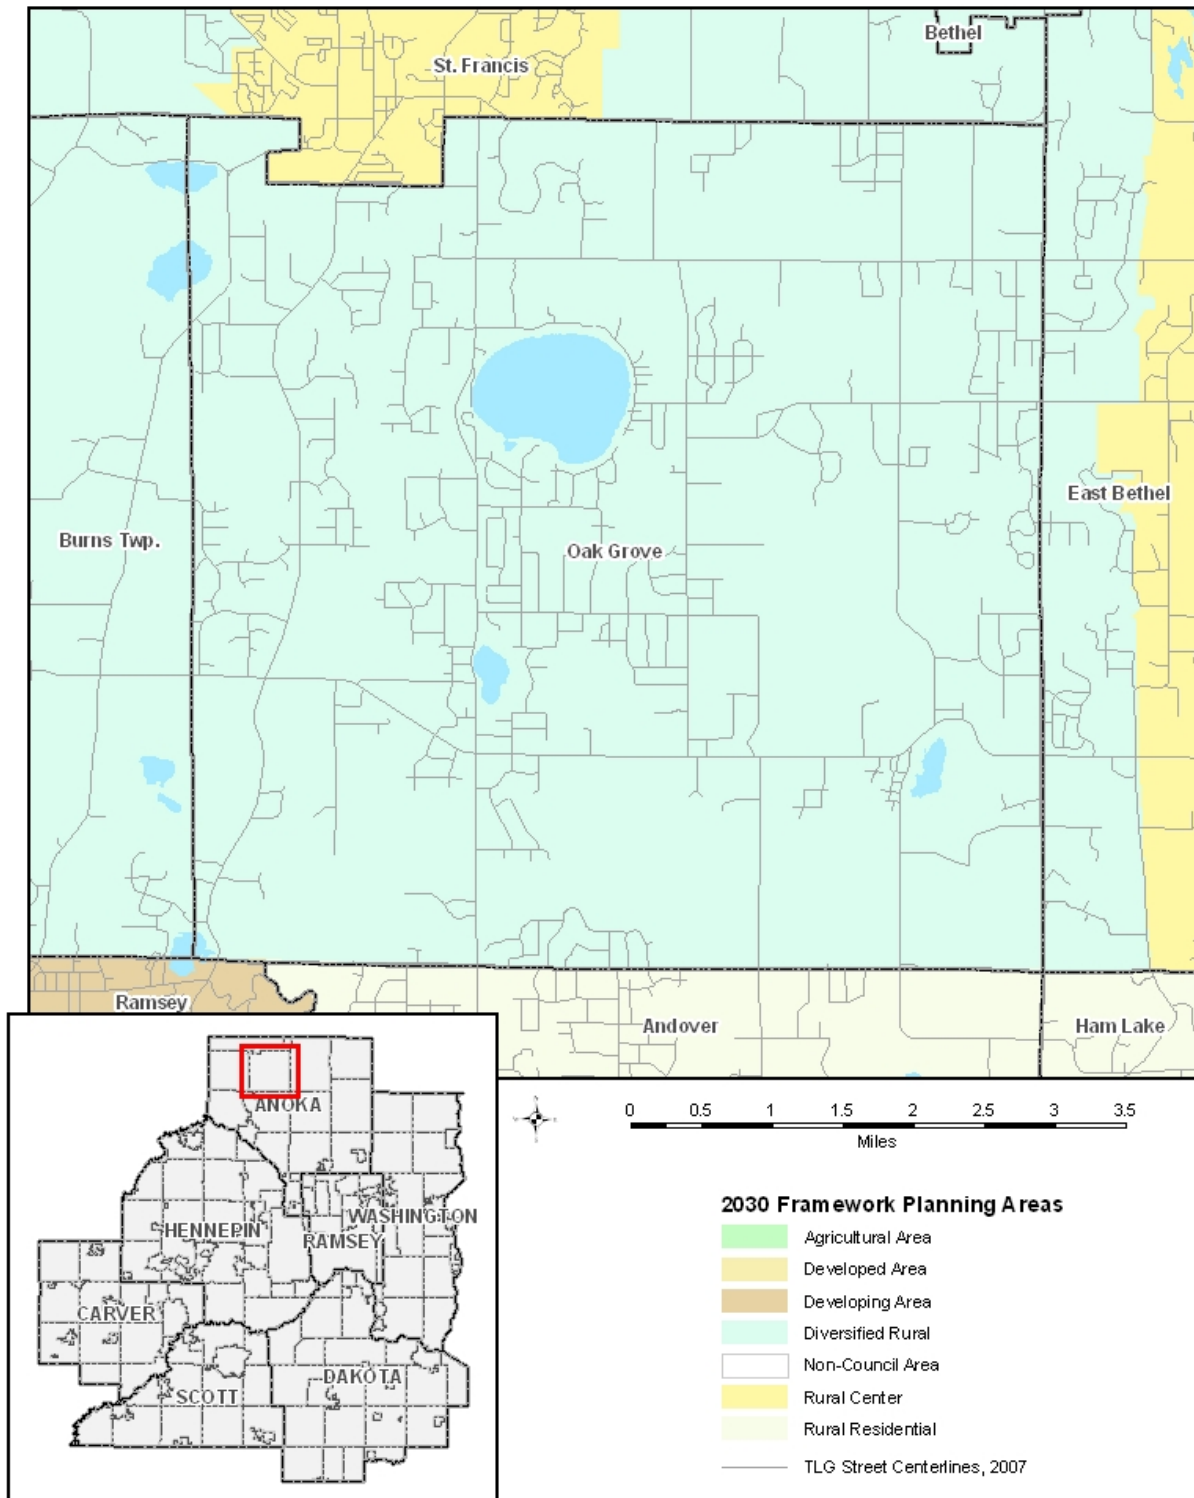 Bethel
St. Francis
East Bethel
Burns Twp.
Oak Grove
Ramsey
Andover
Ham Lake
ANOKA
HENNEPIN
WASHINGTON
RAMSEY
CARVER
SCOTT
DAKOTA
0 0.5 1 1.5 2 2.5 3 3.5
Miles
2030 Framework Planning Areas
Agricultural Area
Developed Area
Developing Area
Diversified Rural
Non-Council Area
Rural Center
Rural Residential
TLG Street Centerlines, 2007